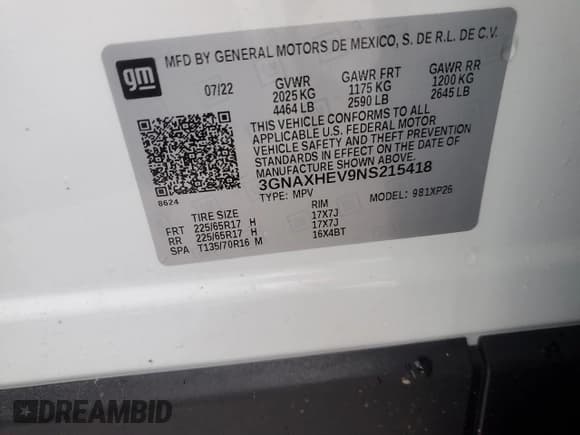 gm
MFD BY GENERAL MOTORS DE MEXICO, S. DE R.L. DE C.V.
07/22 GVWR GAWR FRT GAWR RR
2025 KG 1175 KG 1200 KG
4464 LB 2590 LB 2645 LB
THIS VEHICLE CONFORMS TO ALL
APPLICABLE U.S. FEDERAL MOTOR
VEHICLE SAFETY AND THEFT PREVENTION
STANDARDS IN EFFECT ON THE DATE OF
MANUFACTURE SHOWN ABOVE.
3GNAXHEV9NS215418
8624 TYPE: MPV MODEL: 981XP26
TIRE SIZE RIM
FRT 225/65R17 H 17X7J
RR 225/65R17 H 17X7J
SPA T135/70R16 M 16X4BT
DREAMBID